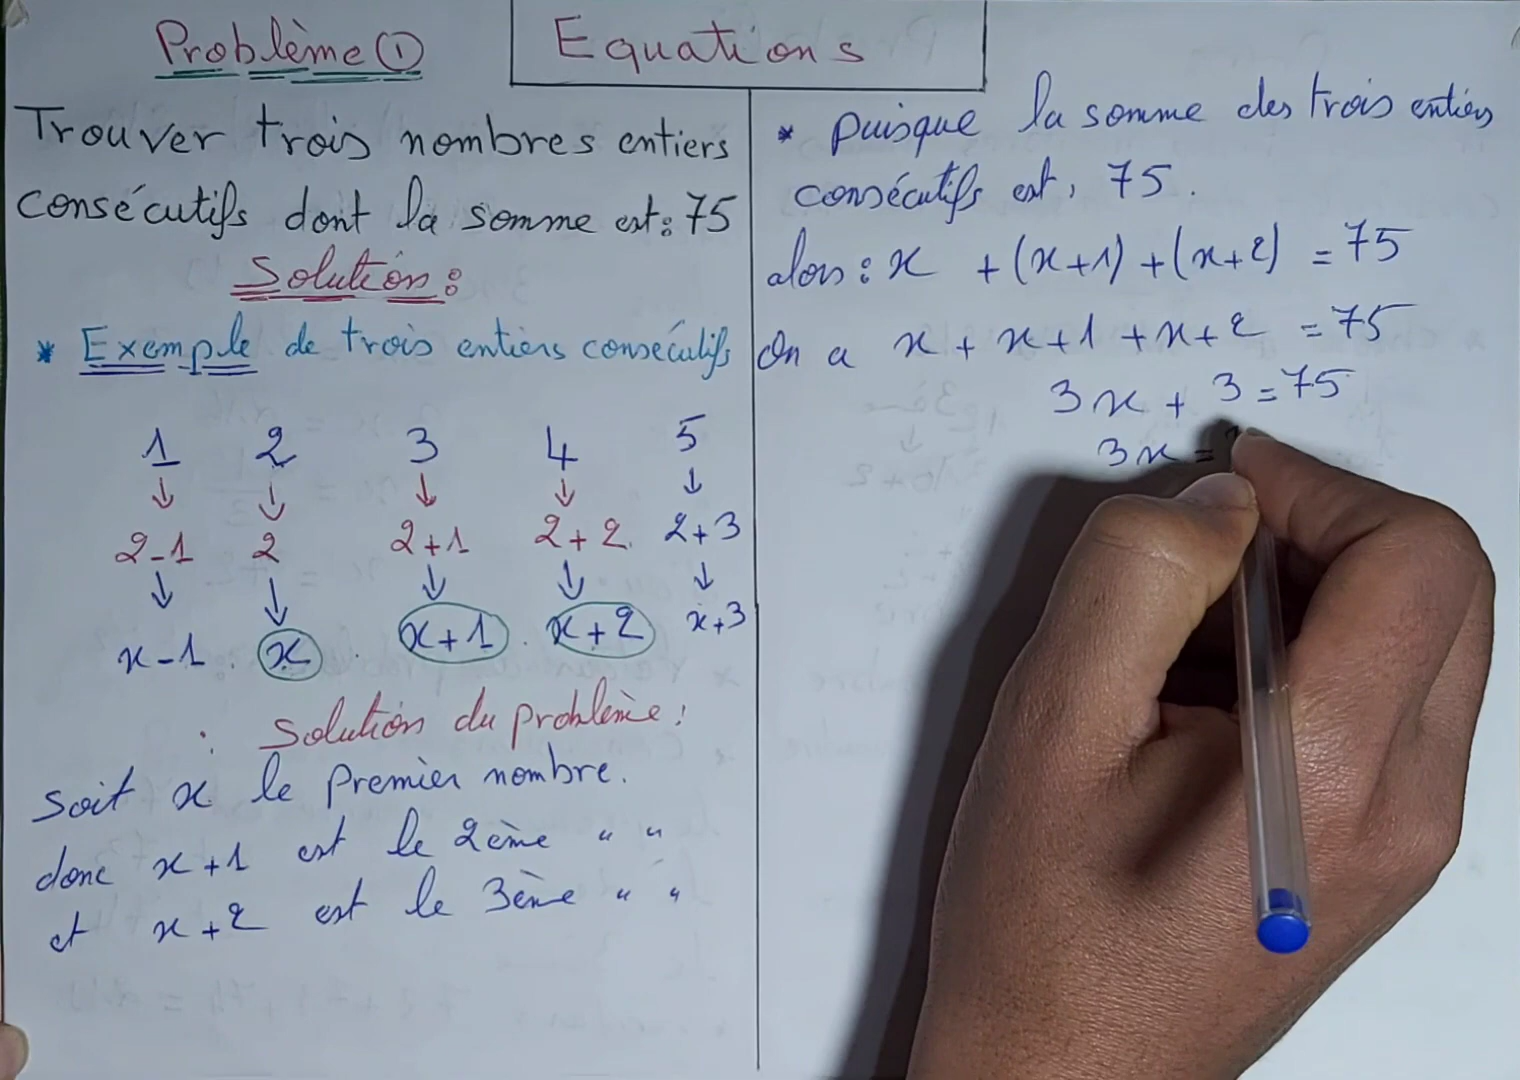 Problème ①
Equations
Trouver trois nombres entiers
consécutifs dont la somme est : 75
Solution :
* Exemple de trois entiers consécutifs
1 2 3 4 5
↓ ↓ ↓ ↓ ↓
2-1 2 2+1 2+2. 2+3
↓ ↓ ↓ ↓ ↓
x-1 . x . x+1 . x+2 x+3
: Solution du problème :
soit x le premier nombre.
donc x+1 est le 2ème " "
et x+2 est le 3ème " "
* Puisque la somme des trois entiers
consécutifs est, 75.
alors : x + (x+1) + (x+2) = 75
On a x + x+1 + x+2 = 75
3x + 3 = 75
3x =